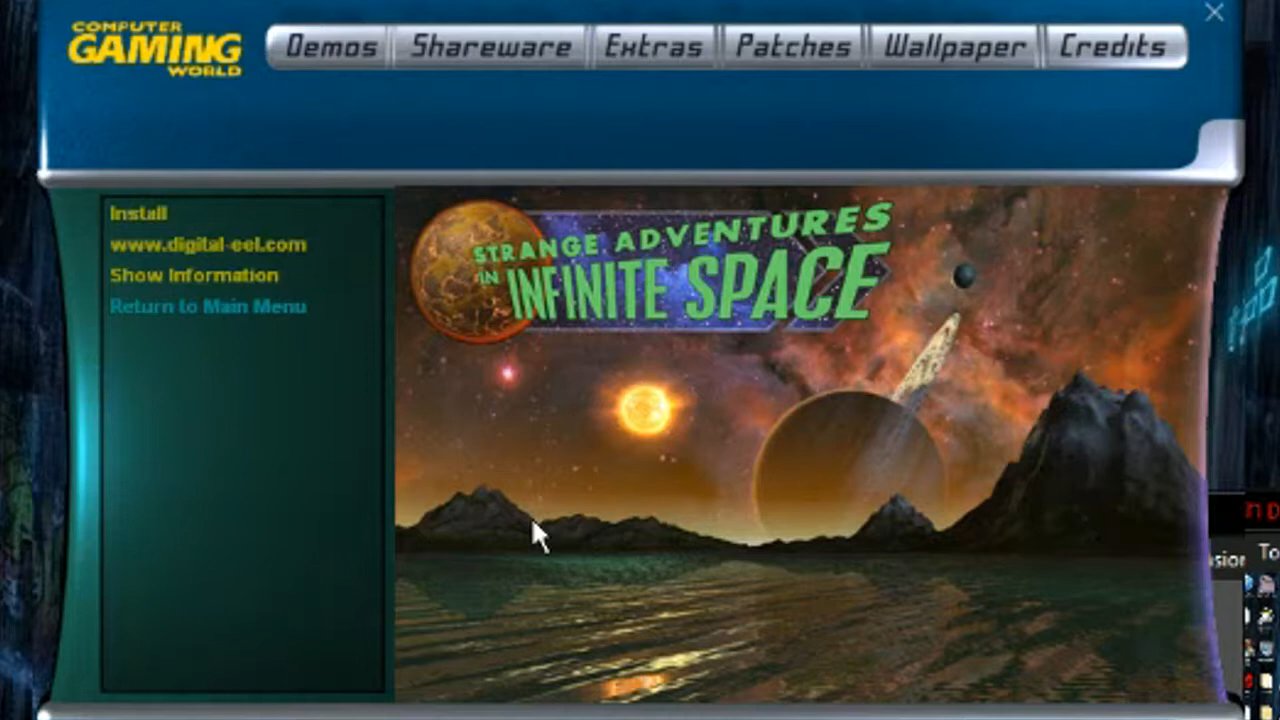 COMPUTER
GAMING
WORLD
Demos Shareware Extras Patches Wallpaper Credits
Install
www.digital-eel.com
Show Information
Return to Main Menu
STRANGE ADVENTURES
IN INFINITE SPACE